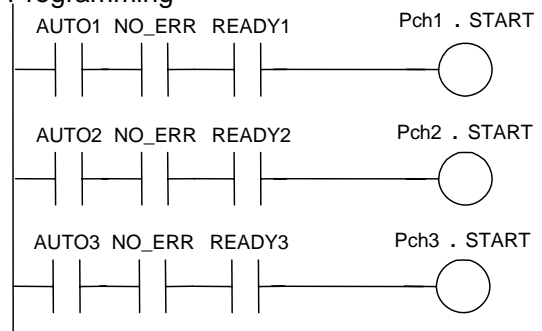 Programming
AUTO1 NO_ERR READY1 Pch1 . START
AUTO2 NO_ERR READY2 Pch2 . START
AUTO3 NO_ERR READY3 Pch3 . START